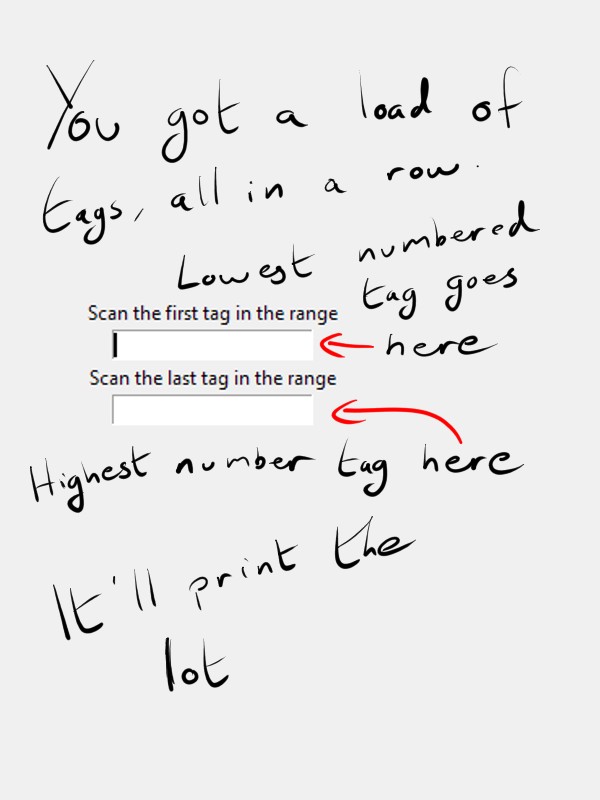 You got a load of
tags, all in a row.
Lowest numbered
tag goes
Scan the first tag in the range
here
Scan the last tag in the range
Highest number tag here
It'll print the
lot